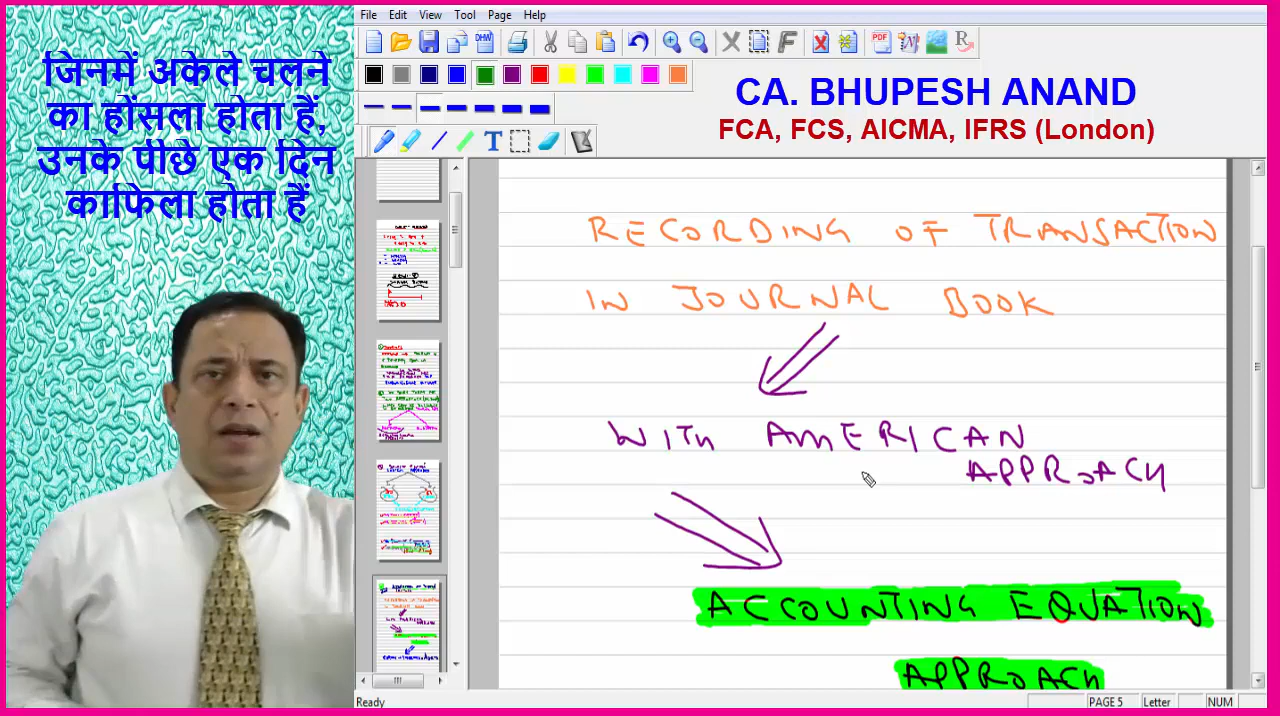 जिनमें अकेले चलने
का होंसला होता हैं,
उनके पीछे एक दिन
काफिला होता हैं
File Edit View Tool Page Help
CA. BHUPESH ANAND
FCA, FCS, AICMA, IFRS (London)
RECORDING OF TRANSACTION
IN JOURNAL BOOK
WITH AMERICAN
APPROACH
ACCOUNTING EQUATION
APPROACH
Ready
PAGE 5
Letter
NUM